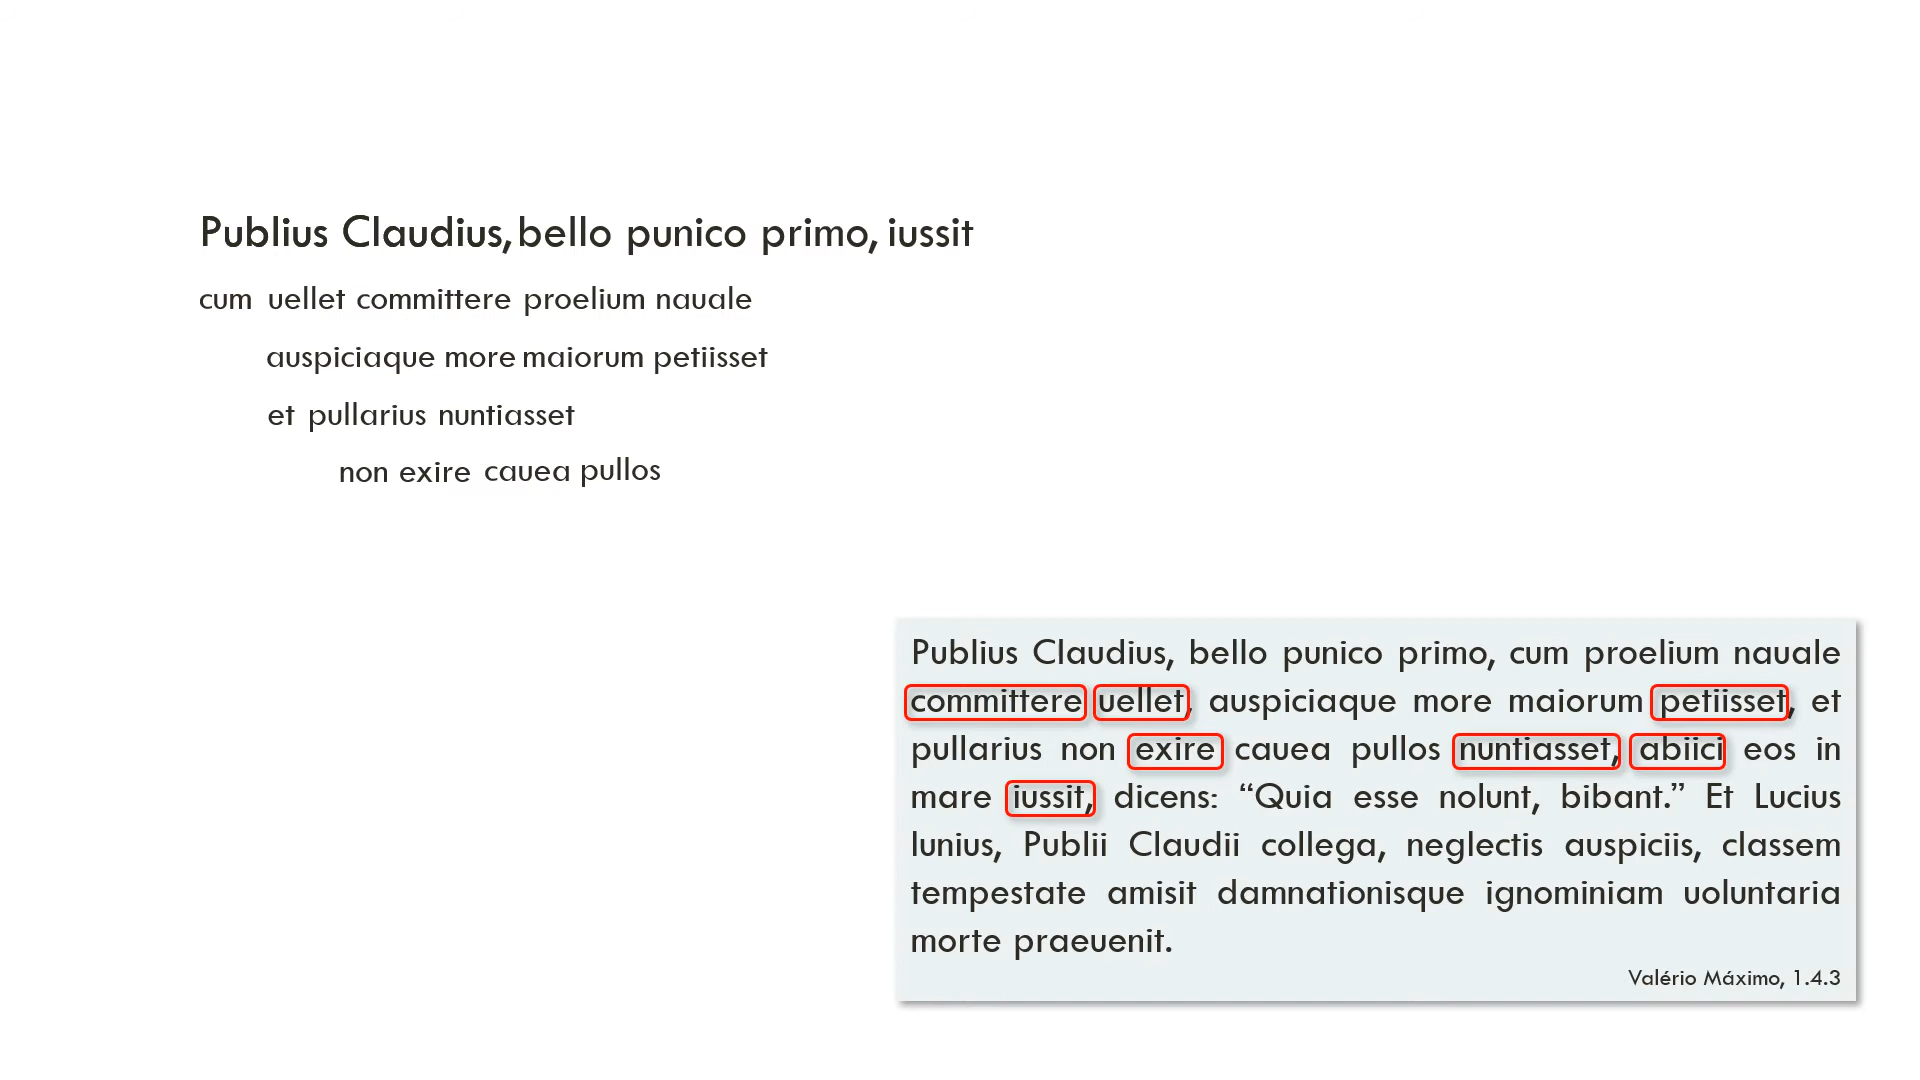 Publius Claudius, bello punico primo, iussit
cum uellet committere proelium nauale
auspiciaque more maiorum petiisset
et pullarius nuntiasset
non exire cauea pullos
Publius Claudius, bello punico primo, cum proelium nauale
committere uellet, auspiciaque more maiorum petiisset, et
pullarius non exire cauea pullos nuntiasset, abiici eos in
mare iussit, dicens: “Quia esse nolunt, bibant.” Et Lucius
Iunius, Publii Claudii collega, neglectis auspiciis, classem
tempestate amisit damnationisque ignominiam uoluntaria
morte praeuenit.
Valério Máximo, 1.4.3